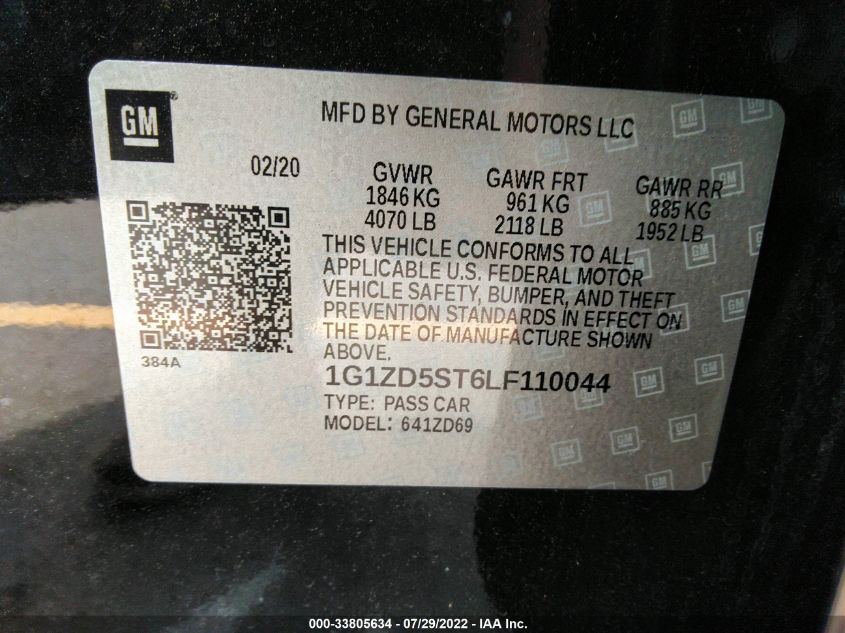 GM
MFD BY GENERAL MOTORS LLC
02/20 GVWR GAWR FRT GAWR RR
1846 KG 961 KG 885 KG
4070 LB 2118 LB 1952 LB
THIS VEHICLE CONFORMS TO ALL
APPLICABLE U.S. FEDERAL MOTOR
VEHICLE SAFETY, BUMPER, AND THEFT
PREVENTION STANDARDS IN EFFECT ON
THE DATE OF MANUFACTURE SHOWN
ABOVE.
384A
1G1ZD5ST6LF110044
TYPE: PASS CAR
MODEL: 641ZD69
000-33805634 - 07/29/2022 - IAA Inc.